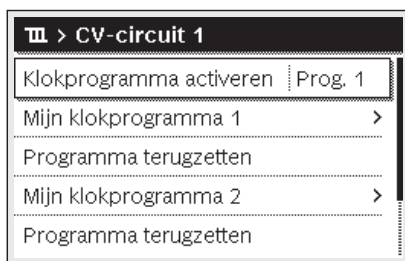 > CV-circuit 1
Klokprogramma activeren Prog. 1
Mijn klokprogramma 1 >
Programma terugzetten
Mijn klokprogramma 2 >
Programma terugzetten